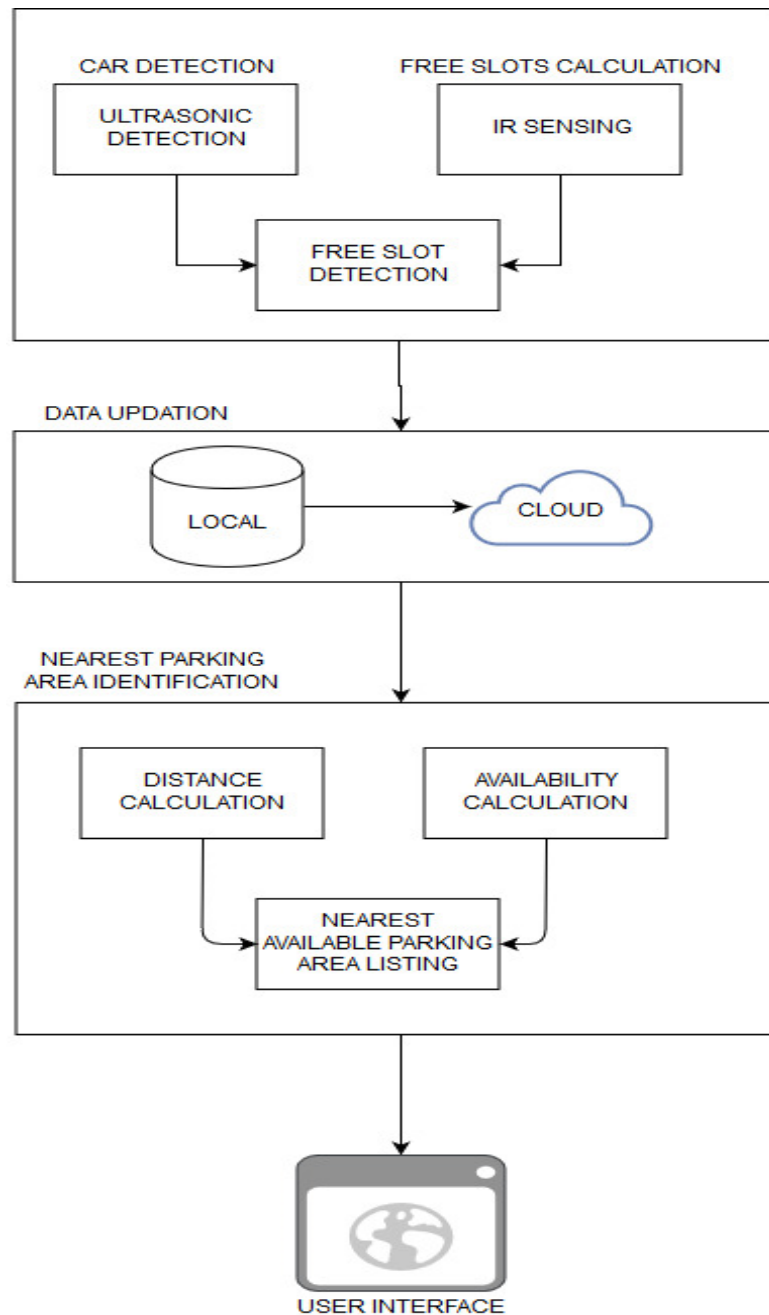 CAR DETECTION
FREE SLOTS CALCULATION
ULTRASONIC
DETECTION
IR SENSING
FREE SLOT
DETECTION
DATA UPDATION
LOCAL
CLOUD
NEAREST PARKING
AREA IDENTIFICATION
DISTANCE
CALCULATION
AVAILABILITY
CALCULATION
NEAREST
AVAILABLE PARKING
AREA LISTING
USER INTERFACE